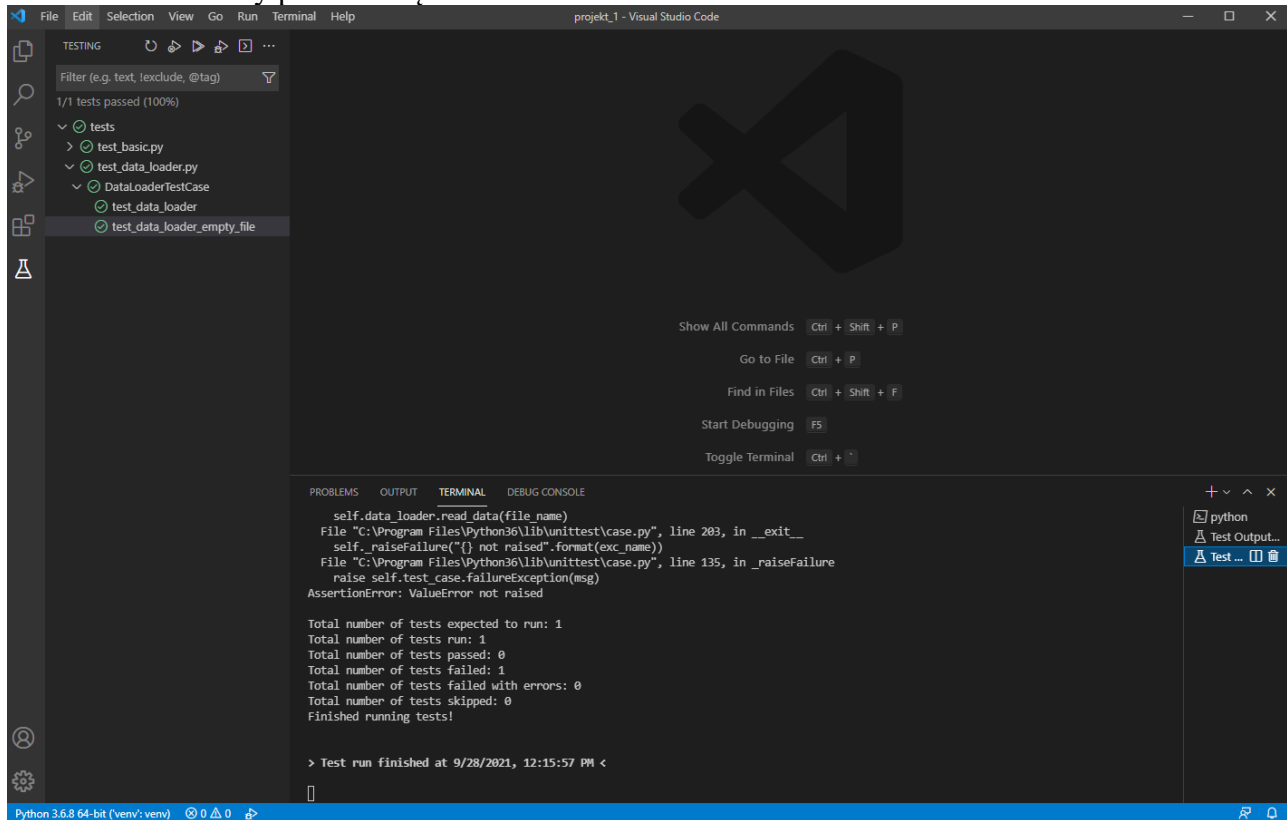 File Edit Selection View Go Run Terminal Help projekt_1 - Visual Studio Code
TESTING
Filter (e.g. text, !exclude, @tag)
1/1 tests passed (100%)
tests
test_basic.py
test_data_loader.py
DataLoaderTestCase
test_data_loader
test_data_loader_empty_file
Show All Commands Ctrl + Shift + P
Go to File Ctrl + P
Find in Files Ctrl + Shift + F
Start Debugging F5
Toggle Terminal Ctrl + `
PROBLEMS OUTPUT TERMINAL DEBUG CONSOLE
self.data_loader.read_data(file_name)
File "C:\Program Files\Python36\lib\unittest\case.py", line 203, in __exit__
self._raiseFailure("{} not raised".format(exc_name))
File "C:\Program Files\Python36\lib\unittest\case.py", line 135, in _raiseFailure
raise self.test_case.failureException(msg)
AssertionError: ValueError not raised
Total number of tests expected to run: 1
Total number of tests run: 1
Total number of tests passed: 0
Total number of tests failed: 1
Total number of tests failed with errors: 0
Total number of tests skipped: 0
Finished running tests!
> Test run finished at 9/28/2021, 12:15:57 PM <
python
Test Output...
Test ...
Python 3.6.8 64-bit ('venv': venv) 0 0